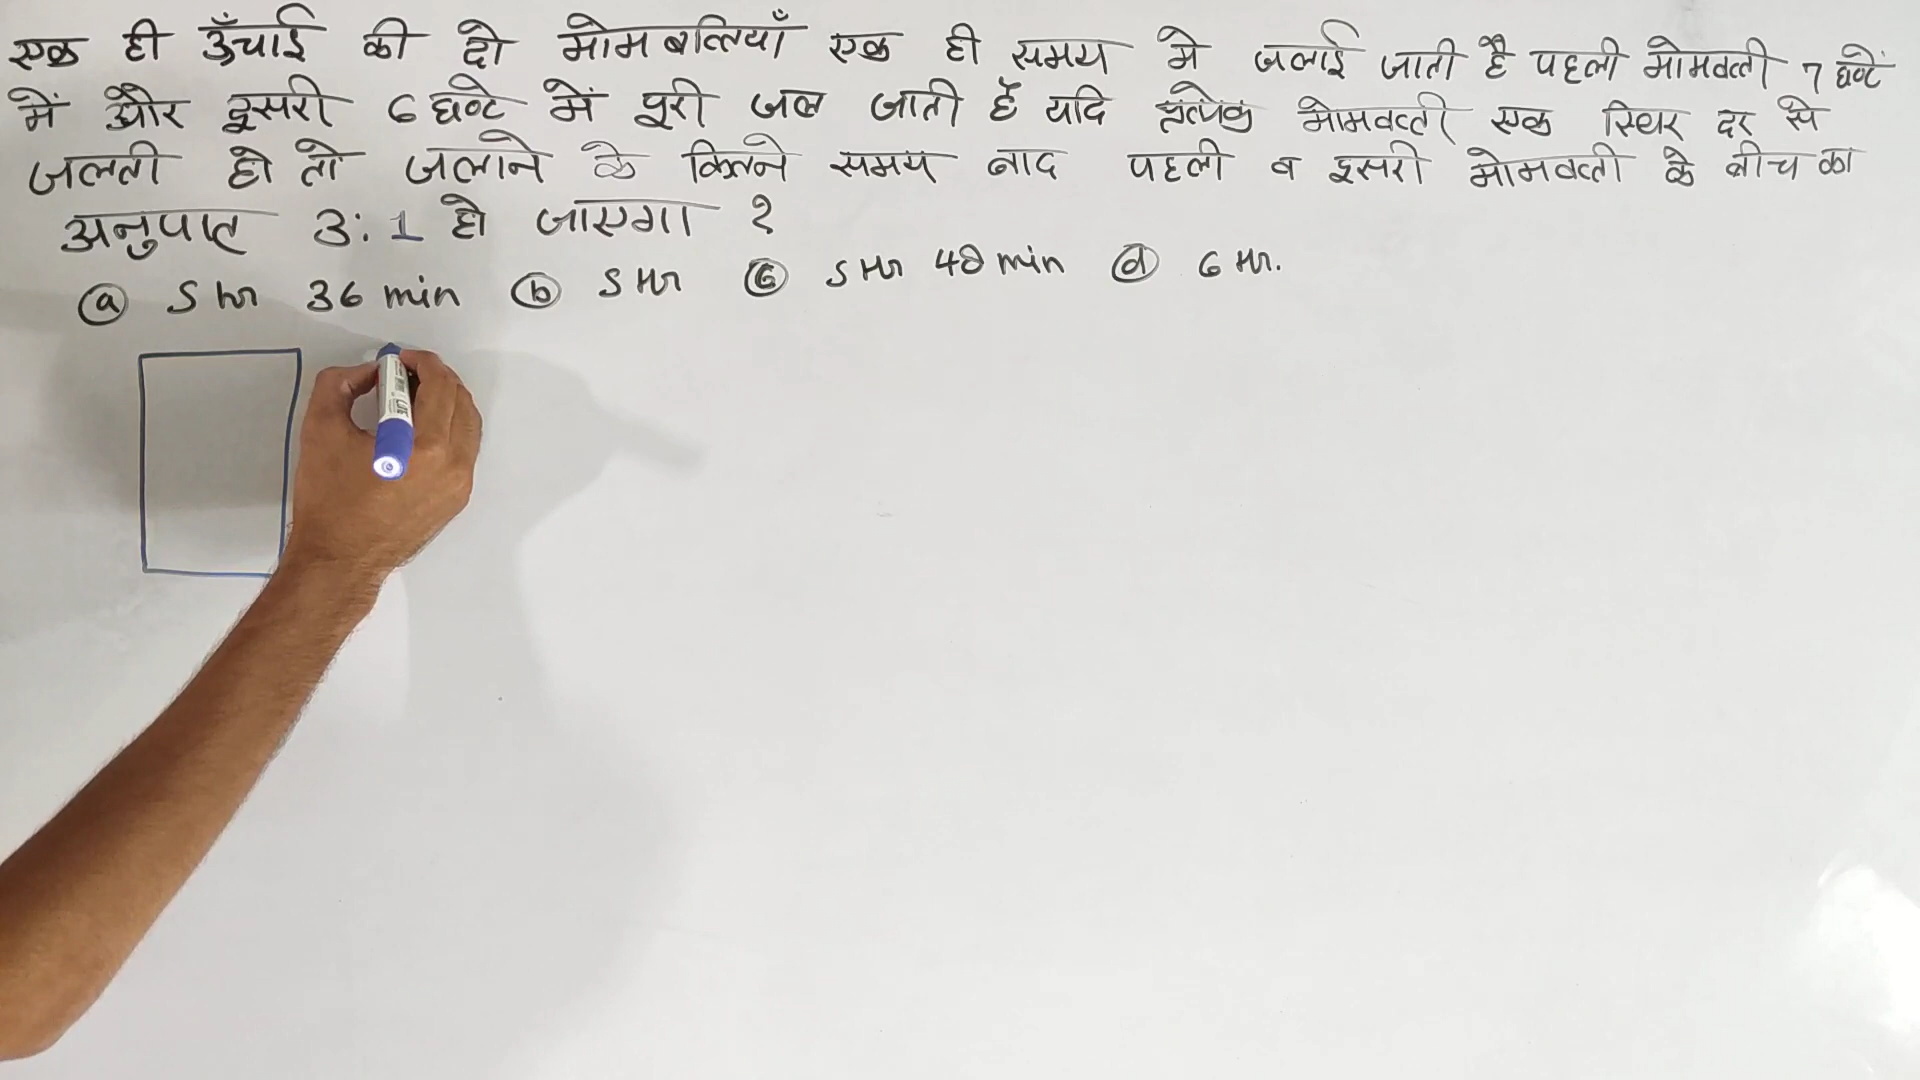 एक ही ऊँचाई की दो मोमबत्तियाँ एक ही समय मे जलाई जाती है पहली मोमबत्ती 7 घण्टे
में और दूसरी 6 घण्टे में पूरी जल जाती है यदि प्रत्येक मोमबत्ती एक स्थिर दर से
जलती हो तो जलाने के कितने समय बाद पहली व दूसरी मोमबत्ती के बीच का
अनुपात 3:1 हो जाएगा ?
(a) 5 hr 36 min (b) 5 Hr (c) 5 Hr 48 min (d) 6 Hr.